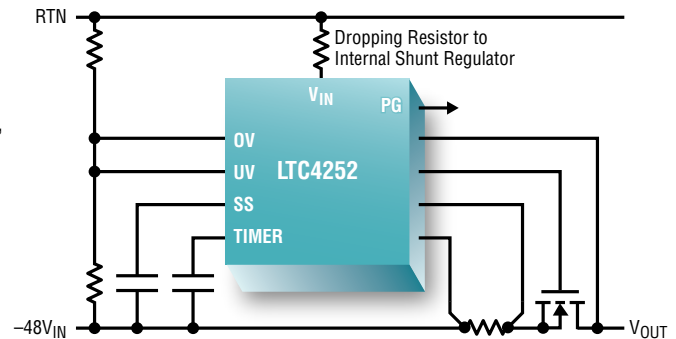 RTN
Dropping Resistor to
Internal Shunt Regulator
VIN
PG
OV
UV LTC4252
SS
TIMER
–48VIN
VOUT